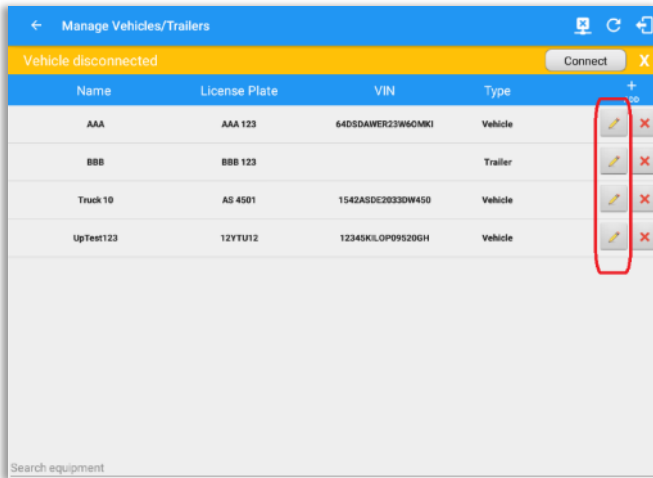 Manage Vehicles/Trailers
Vehicle disconnected Connect X
Name License Plate VIN Type
AAA AAA 123 64DSDAWER23W6OMKI Vehicle
BBB BBB 123 Trailer
Truck 10 AS 4501 1542ASDE2033DW450 Vehicle
UpTest123 12YTU12 12345KILOP09520GH Vehicle
Search equipment